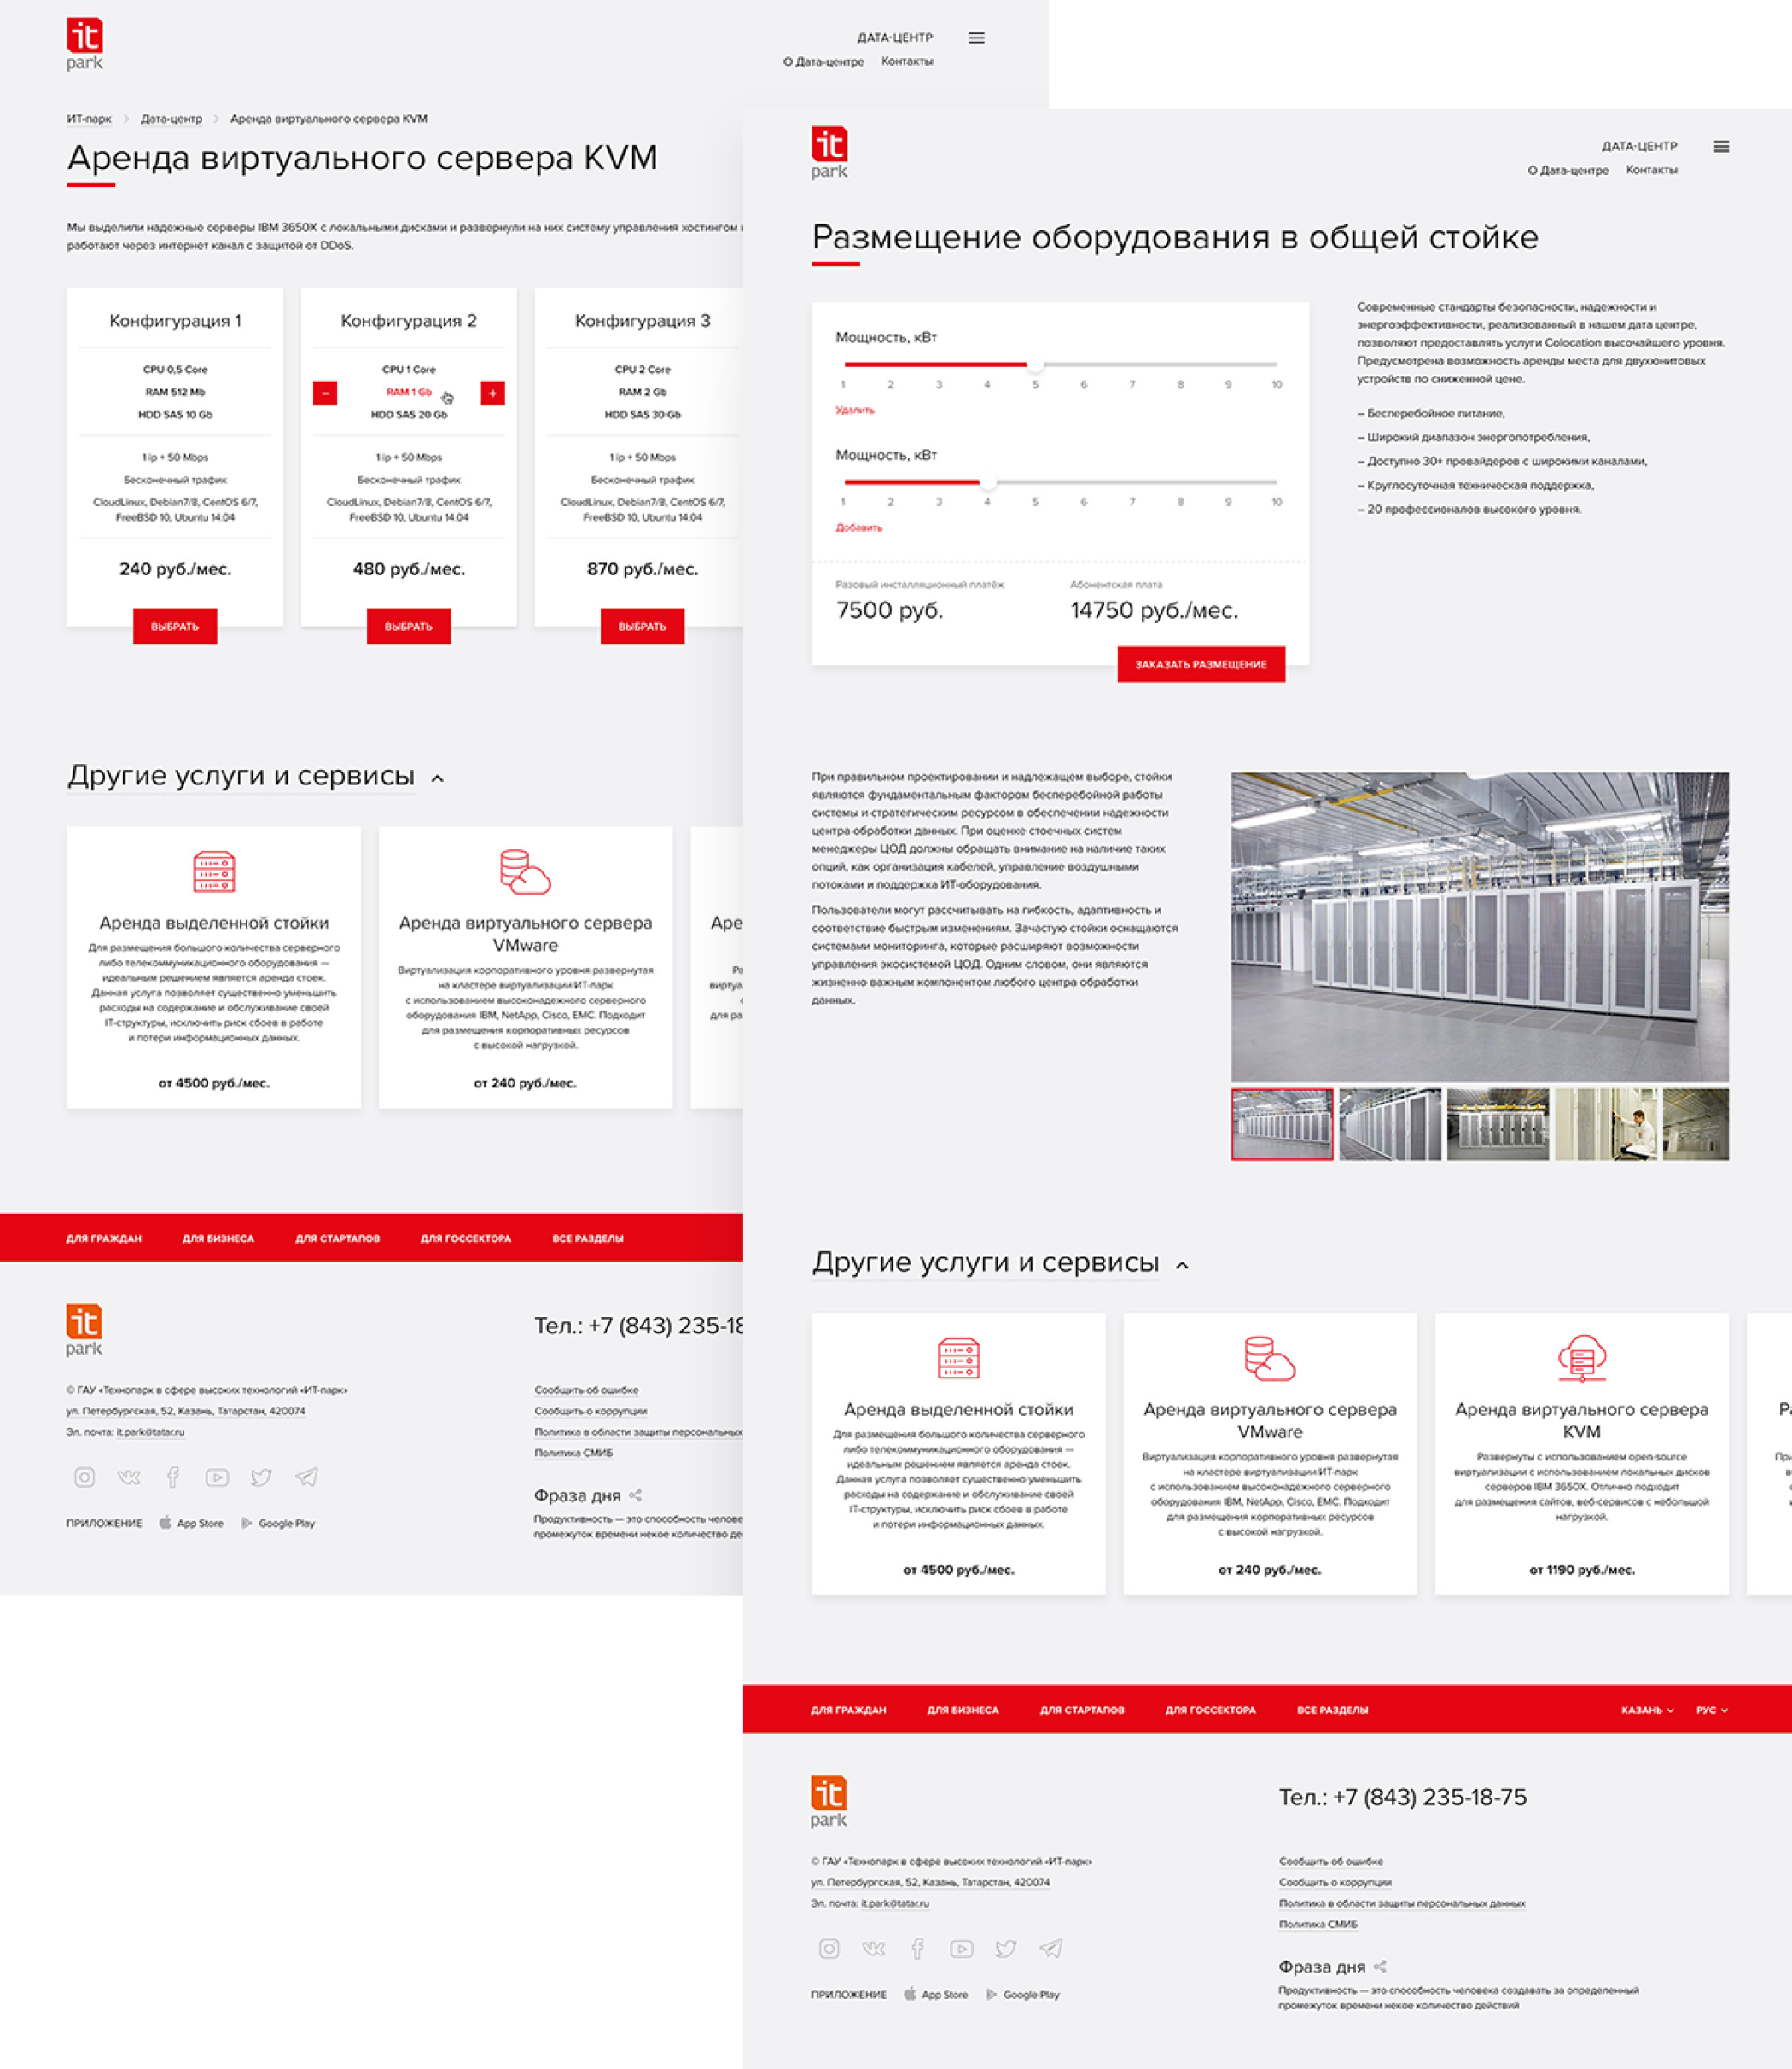 it
park
ДАТА-ЦЕНТР
О Дата-центре Контакты
ИТ-парк Дата-центр Аренда виртуального сервера KVM
Аренда виртуального сервера KVM
Мы выделили надежные серверы IBM 3650X с локальными дисками и развернули на них систему управления хостингом
работают через интернет канал с защитой от DDoS.
Конфигурация 1
CPU 0,5 Core
RAM 512 Mb
HDD SAS 10 Gb
1 ip + 50 Mbps
Бесконечный трафик
CloudLinux, Debian7/8, CentOS 6/7,
FreeBSD 10, Ubuntu 14.04
240 руб./мес.
ВЫБРАТЬ
Конфигурация 2
CPU 1 Core
– RAM 1 Gb +
HDD SAS 20 Gb
1 ip + 50 Mbps
Бесконечный трафик
CloudLinux, Debian7/8, CentOS 6/7,
FreeBSD 10, Ubuntu 14.04
480 руб./мес.
ВЫБРАТЬ
Конфигурация 3
CPU 2 Core
RAM 2 Gb
HDD SAS 30 Gb
1 ip + 50 Mbps
Бесконечный трафик
CloudLinux, Debian7/8, CentOS 6/7,
FreeBSD 10, Ubuntu 14.04
870 руб./мес.
ВЫБРАТЬ
Другие услуги и сервисы
Аренда выделенной стойки
Для размещения большого количества серверного
либо телекоммуникационного оборудования —
идеальным решением является аренда стоек.
Данная услуга позволяет существенно уменьшить
расходы на содержание и обслуживание своей
IT-структуры, исключить риск сбоев в работе
и потери информационных данных.
от 4500 руб./мес.
Аренда виртуального сервера
VMware
Виртуализация корпоративного уровня развернутая
на кластере виртуализации ИТ-парк
с использованием высоконадежного серверного
оборудования IBM, NetApp, Cisco, EMC. Подходит
для размещения корпоративных ресурсов
с высокой нагрузкой.
от 240 руб./мес.
Аре
Ра
виртуа
для ра
ДЛЯ ГРАЖДАН ДЛЯ БИЗНЕСА ДЛЯ СТАРТАПОВ ДЛЯ ГОССЕКТОРА ВСЕ РАЗДЕЛЫ
it
park
Тел.: +7 (843) 235-18
© ГАУ «Технопарк в сфере высоких технологий «ИТ-парк»
ул. Петербургская, 52, Казань, Татарстан, 420074
Эл. почта: it.park@tatar.ru
Сообщить об ошибке
Сообщить о коррупции
Политика в области защиты персональных
Политика СМИБ
Фраза дня
Продуктивность — это способность челове
промежуток времени некое количество де
ПРИЛОЖЕНИЕ App Store Google Play
it
park
ДАТА-ЦЕНТР
О Дата-центре Контакты
Размещение оборудования в общей стойке
Мощность, кВт
1 2 3 4 5 6 7 8 9 10
Удалить
Мощность, кВт
1 2 3 4 5 6 7 8 9 10
Добавить
Разовый инсталляционный платёж
7500 руб.
Абонентская плата
14750 руб./мес.
ЗАКАЗАТЬ РАЗМЕЩЕНИЕ
Современные стандарты безопасности, надежности и
энергоэффективности, реализованный в нашем дата центре,
позволяют предоставлять услуги Colocation высочайшего уровня.
Предусмотрена возможность аренды места для двухюнитовых
устройств по сниженной цене.
– Бесперебойное питание,
– Широкий диапазон энергопотребления,
– Доступно 30+ провайдеров с широкими каналами,
– Круглосуточная техническая поддержка,
– 20 профессионалов высокого уровня.
При правильном проектировании и надлежащем выборе, стойки
являются фундаментальным фактором бесперебойной работы
системы и стратегическим ресурсом в обеспечении надежности
центра обработки данных. При оценке стоечных систем
менеджеры ЦОД должны обращать внимание на наличие таких
опций, как организация кабелей, управление воздушными
потоками и поддержка ИТ-оборудования.
Пользователи могут рассчитывать на гибкость, адаптивность и
соответствие быстрым изменениям. Зачастую стойки оснащаются
системами мониторинга, которые расширяют возможности
управления экосистемой ЦОД. Одним словом, они являются
жизненно важным компонентом любого центра обработки
данных.
Другие услуги и сервисы
Аренда выделенной стойки
Для размещения большого количества серверного
либо телекоммуникационного оборудования —
идеальным решением является аренда стоек.
Данная услуга позволяет существенно уменьшить
расходы на содержание и обслуживание своей
IT-структуры, исключить риск сбоев в работе
и потери информационных данных.
от 4500 руб./мес.
Аренда виртуального сервера
VMware
Виртуализация корпоративного уровня развернутая
на кластере виртуализации ИТ-парк
с использованием высоконадежного серверного
оборудования IBM, NetApp, Cisco, EMC. Подходит
для размещения корпоративных ресурсов
с высокой нагрузкой.
от 240 руб./мес.
Аренда виртуального сервера
KVM
Развернуты с использованием open-source
виртуализации с использованием локальных дисков
серверов IBM 3650X. Отлично подходит
для размещения сайтов, веб-сервисов с небольшой
нагрузкой.
от 1190 руб./мес.
ДЛЯ ГРАЖДАН ДЛЯ БИЗНЕСА ДЛЯ СТАРТАПОВ ДЛЯ ГОССЕКТОРА ВСЕ РАЗДЕЛЫ КАЗАНЬ РУС
it
park
Тел.: +7 (843) 235-18-75
© ГАУ «Технопарк в сфере высоких технологий «ИТ-парк»
ул. Петербургская, 52, Казань, Татарстан, 420074
Эл. почта: it.park@tatar.ru
Сообщить об ошибке
Сообщить о коррупции
Политика в области защиты персональных данных
Политика СМИБ
Фраза дня
Продуктивность — это способность человека создавать за определенный
промежуток времени некое количество действий
ПРИЛОЖЕНИЕ App Store Google Play